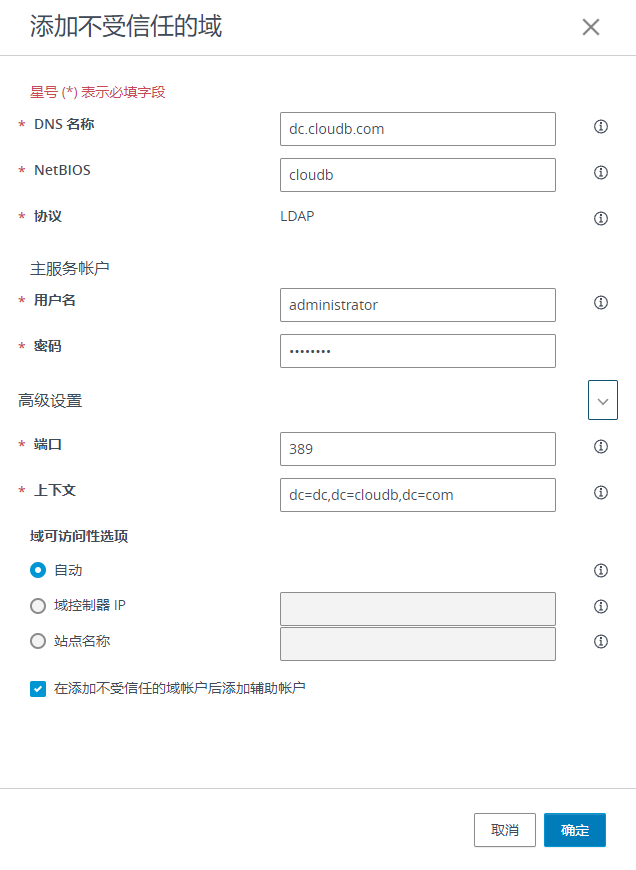 添加不受信任的域
星号 (*) 表示必填字段
* DNS 名称 dc.cloudb.com
* NetBIOS cloudb
* 协议 LDAP
主服务帐户
* 用户名 administrator
* 密码 ••••••••
高级设置
* 端口 389
* 上下文 dc=dc,dc=cloudb,dc=com
域可访问性选项
自动
域控制器 IP
站点名称
在添加不受信任的域帐户后添加辅助帐户
取消 确定